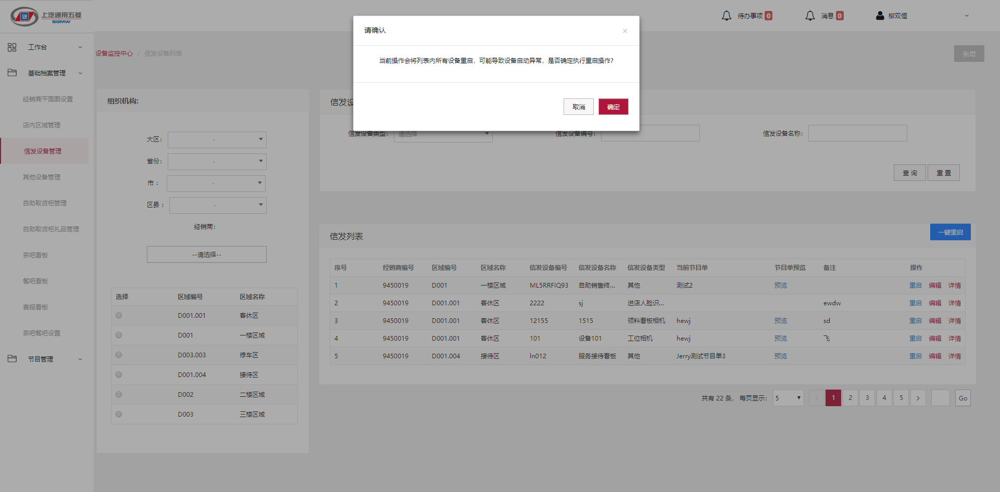 上汽通用五菱
SGMW
待办事项 0
消息 0
柳双恒
工作台
基础档案管理
经销商平面图设置
店内区域管理
信发设备管理
其他设备管理
自助取货柜管理
自助取货柜礼品管理
茶吧看板
餐吧看板
喜报看板
茶吧餐吧设置
节目管理
设备监控中心 / 信发设备列表
新增
请确认 ×
当前操作会将列表内所有设备重启，可能导致设备启动异常，是否确定执行重启操作?
取消 确定
组织机构:
大区: -
省份: -
市: -
区县: -
经销商:
--请选择--
选择 区域编号 区域名称
D001.001 客休区
D001 一楼区域
D003.003 修车区
D001.004 接待区
D002 二楼区域
D003 三楼区域
信发设
信发设备类型: 请选择 信发设备编号: 信发设备名称:
查 询 重 置
信发列表
一键重启
序号 经销商编号 区域编号 区域名称 信发设备编号 信发设备名称 信发设备类型 当前节目单 节目单预览 备注 操作
1 9450019 D001 一楼区域 ML5RRFIQ93 自助销售终... 其他 测试2 预览 重启 编辑 详情
2 9450019 D001.001 客休区 2222 sj 进店人脸识... ewdw 重启 编辑 详情
3 9450019 D001.001 客休区 12155 1515 领料看板相机 hewj 预览 sd 重启 编辑 详情
4 9450019 D001.001 客休区 101 设备101 工位相机 hewj 预览 飞 重启 编辑 详情
5 9450019 D001.004 接待区 ln012 服务接待看板 其他 Jerry测试节目单3 预览 重启 编辑 详情
共有 22 条， 每页显示: 5 < 1 2 3 4 5 > Go